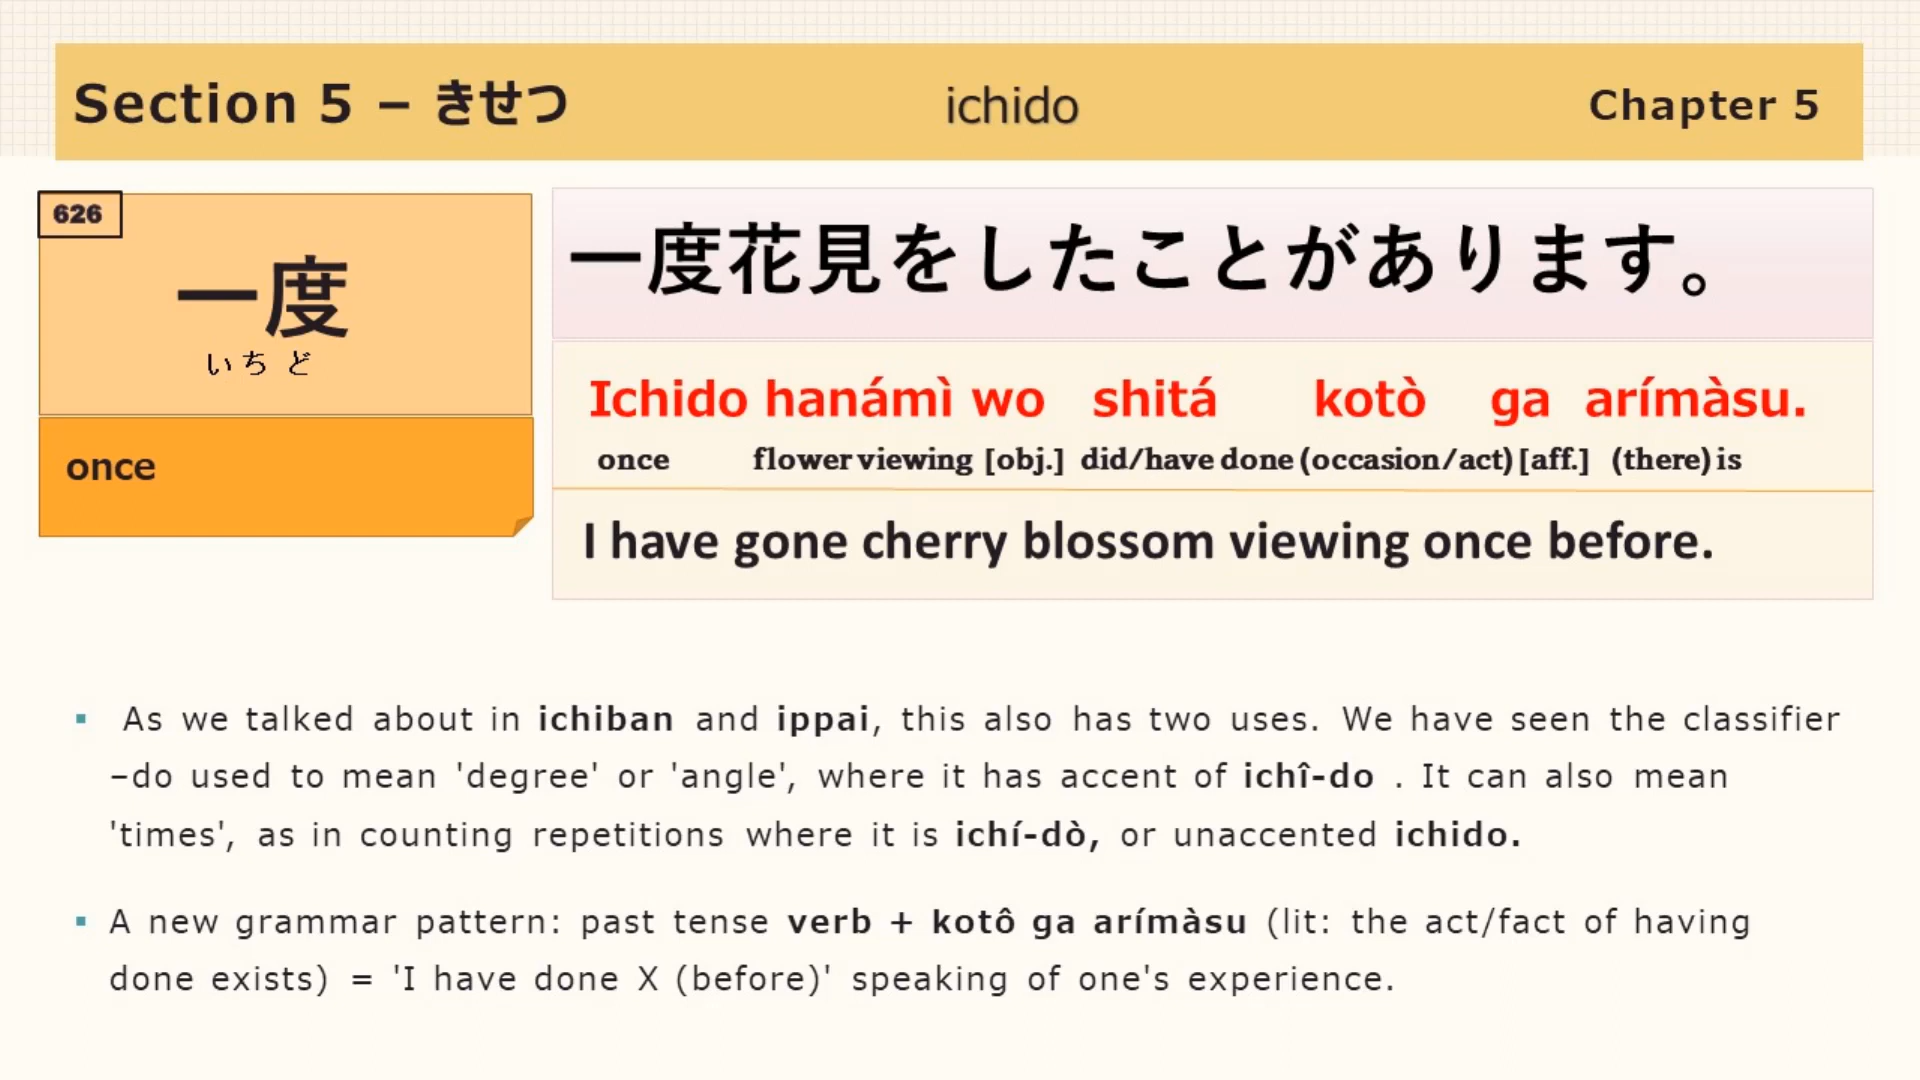 Section 5 – きせつ
ichido
Chapter 5
626
一度
いちど
once
一度花見をしたことがあります。
Ichido hanámì wo shitá kotò ga arímàsu.
once flower viewing [obj.] did/have done (occasion/act) [aff.] (there) is
I have gone cherry blossom viewing once before.
▪ As we talked about in ichiban and ippai, this also has two uses. We have seen the classifier
–do used to mean 'degree' or 'angle', where it has accent of ichî-do . It can also mean
'times', as in counting repetitions where it is ichí-dò, or unaccented ichido.
▪ A new grammar pattern: past tense verb + kotô ga arímàsu (lit: the act/fact of having
done exists) = 'I have done X (before)' speaking of one's experience.